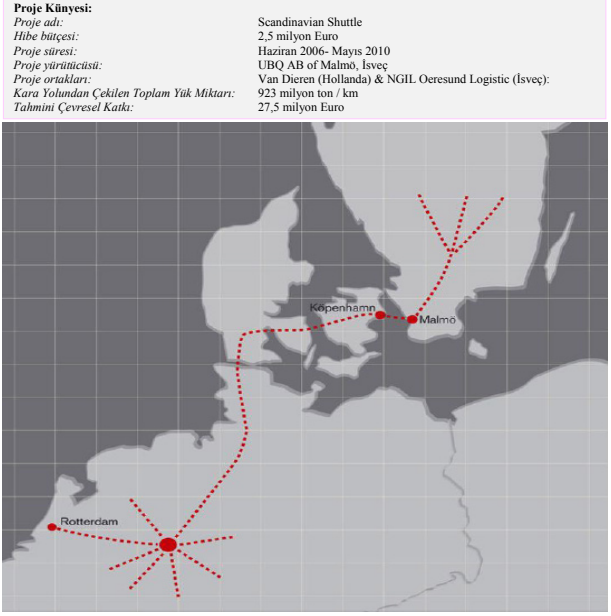 Proje Künyesi:
Proje adı: Scandinavian Shuttle
Hibe bütçesi: 2,5 milyon Euro
Proje süresi: Haziran 2006- Mayıs 2010
Proje yürütücüsü: UBQ AB of Malmö, İsveç
Proje ortakları: Van Dieren (Hollanda) & NGIL Oeresund Logistic (İsveç):
Kara Yolundan Çekilen Toplam Yük Miktarı: 923 milyon ton / km
Tahmini Çevresel Katkı: 27,5 milyon Euro
Köpenhamn
Malmö
Rotterdam